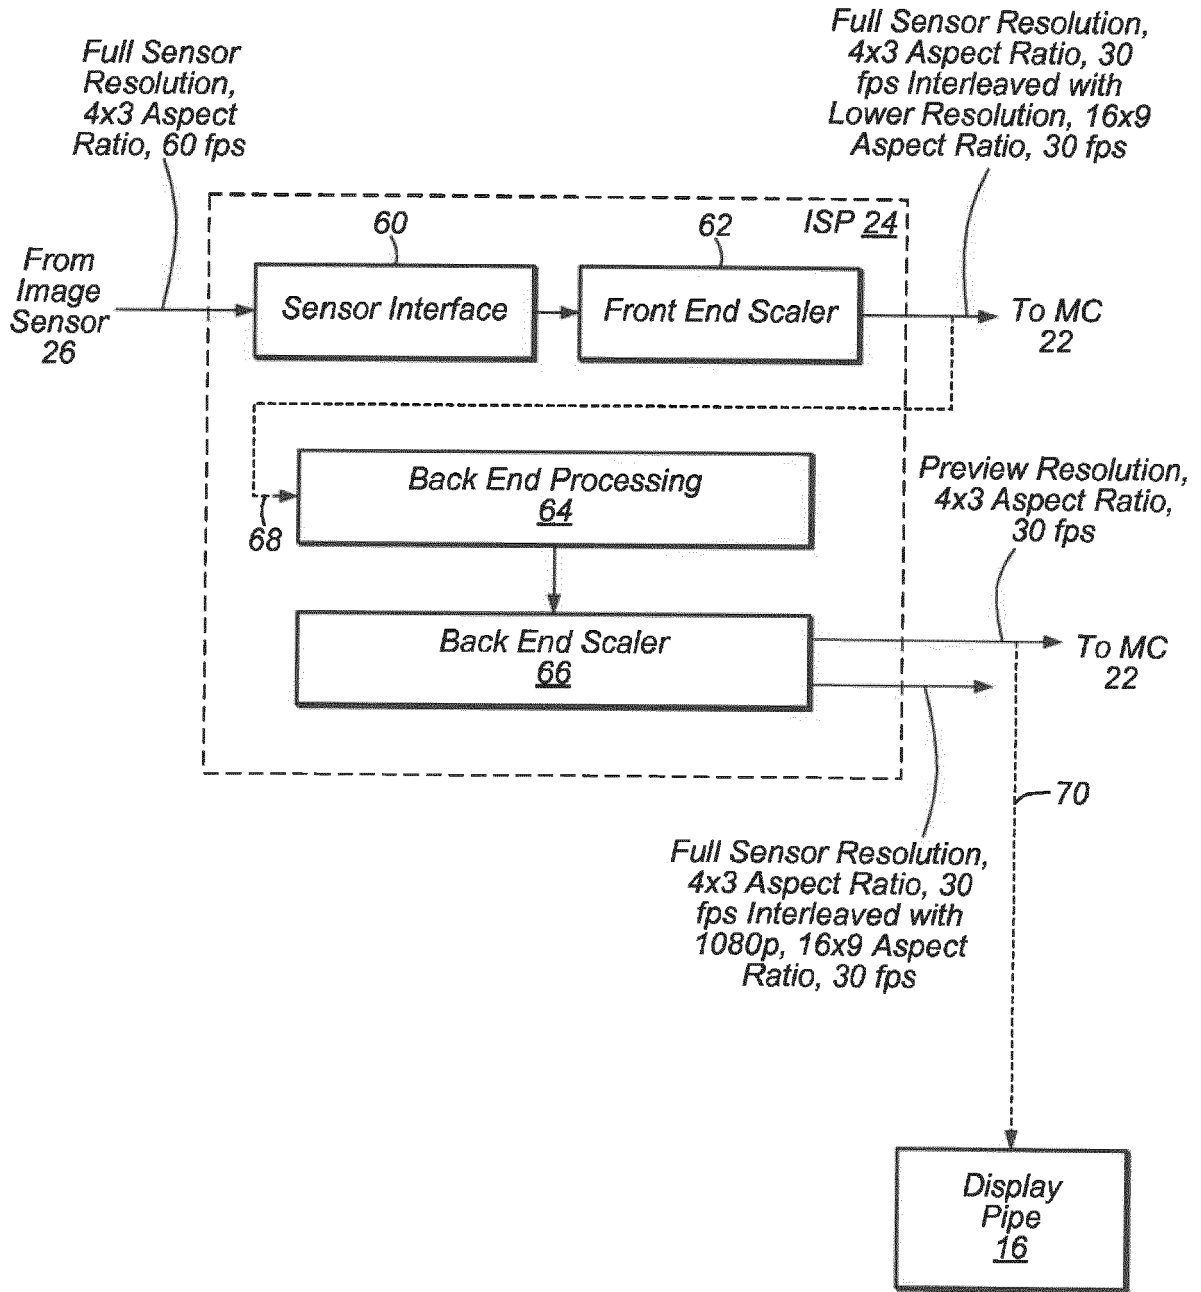 Full Sensor
Resolution,
4x3 Aspect
Ratio, 60 fps
Full Sensor Resolution,
4x3 Aspect Ratio, 30
fps Interleaved with
Lower Resolution, 16x9
Aspect Ratio, 30 fps
ISP 24
60
62
From
Image
Sensor
26
Sensor Interface
Front End Scaler
To MC
22
Back End Processing
64
68
Preview Resolution,
4x3 Aspect Ratio,
30 fps
Back End Scaler
66
To MC
22
70
Full Sensor Resolution,
4x3 Aspect Ratio, 30
fps Interleaved with
1080p, 16x9 Aspect
Ratio, 30 fps
Display
Pipe
16